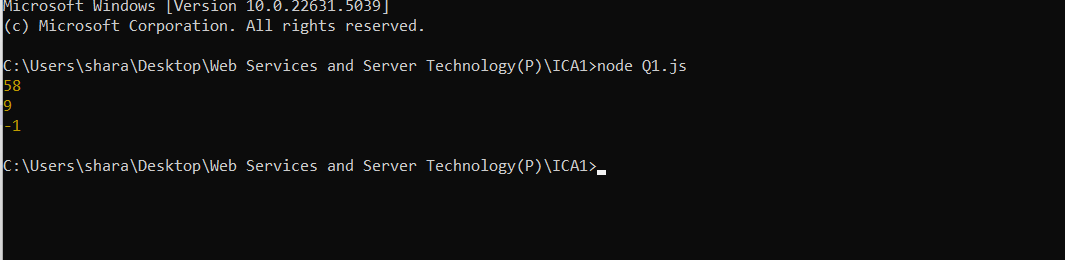 Microsoft Windows [Version 10.0.22631.5039]
(c) Microsoft Corporation. All rights reserved.
C:\Users\shara\Desktop\Web Services and Server Technology(P)\ICA1>node Q1.js
58
9
-1
C:\Users\shara\Desktop\Web Services and Server Technology(P)\ICA1>